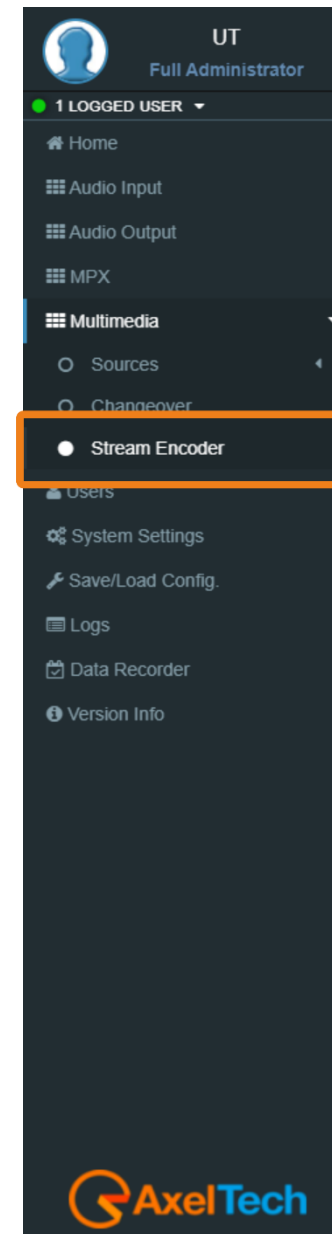 UT
Full Administrator
1 LOGGED USER
Home
Audio Input
Audio Output
MPX
Multimedia
Sources
Changeover
Stream Encoder
Users
System Settings
Save/Load Config.
Logs
Data Recorder
Version Info
AxelTech